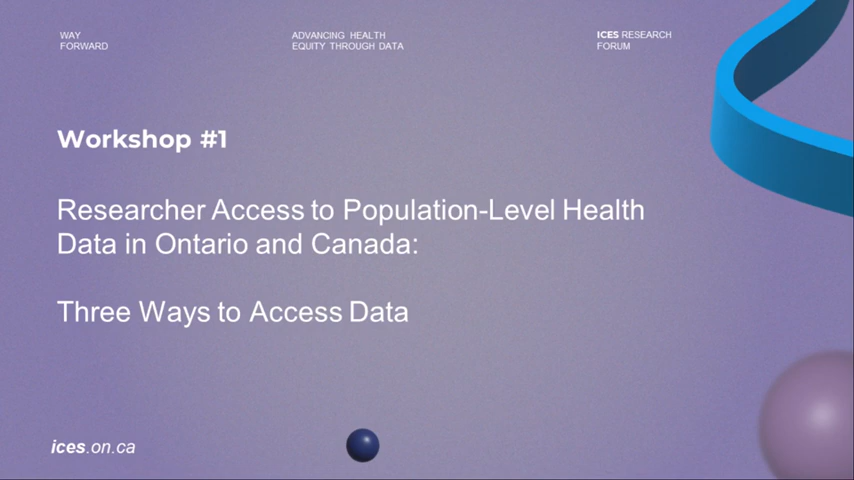 WAY
FORWARD
ADVANCING HEALTH
EQUITY THROUGH DATA
ICES RESEARCH
FORUM
Workshop #1
Researcher Access to Population-Level Health
Data in Ontario and Canada:
Three Ways to Access Data
ices.on.ca